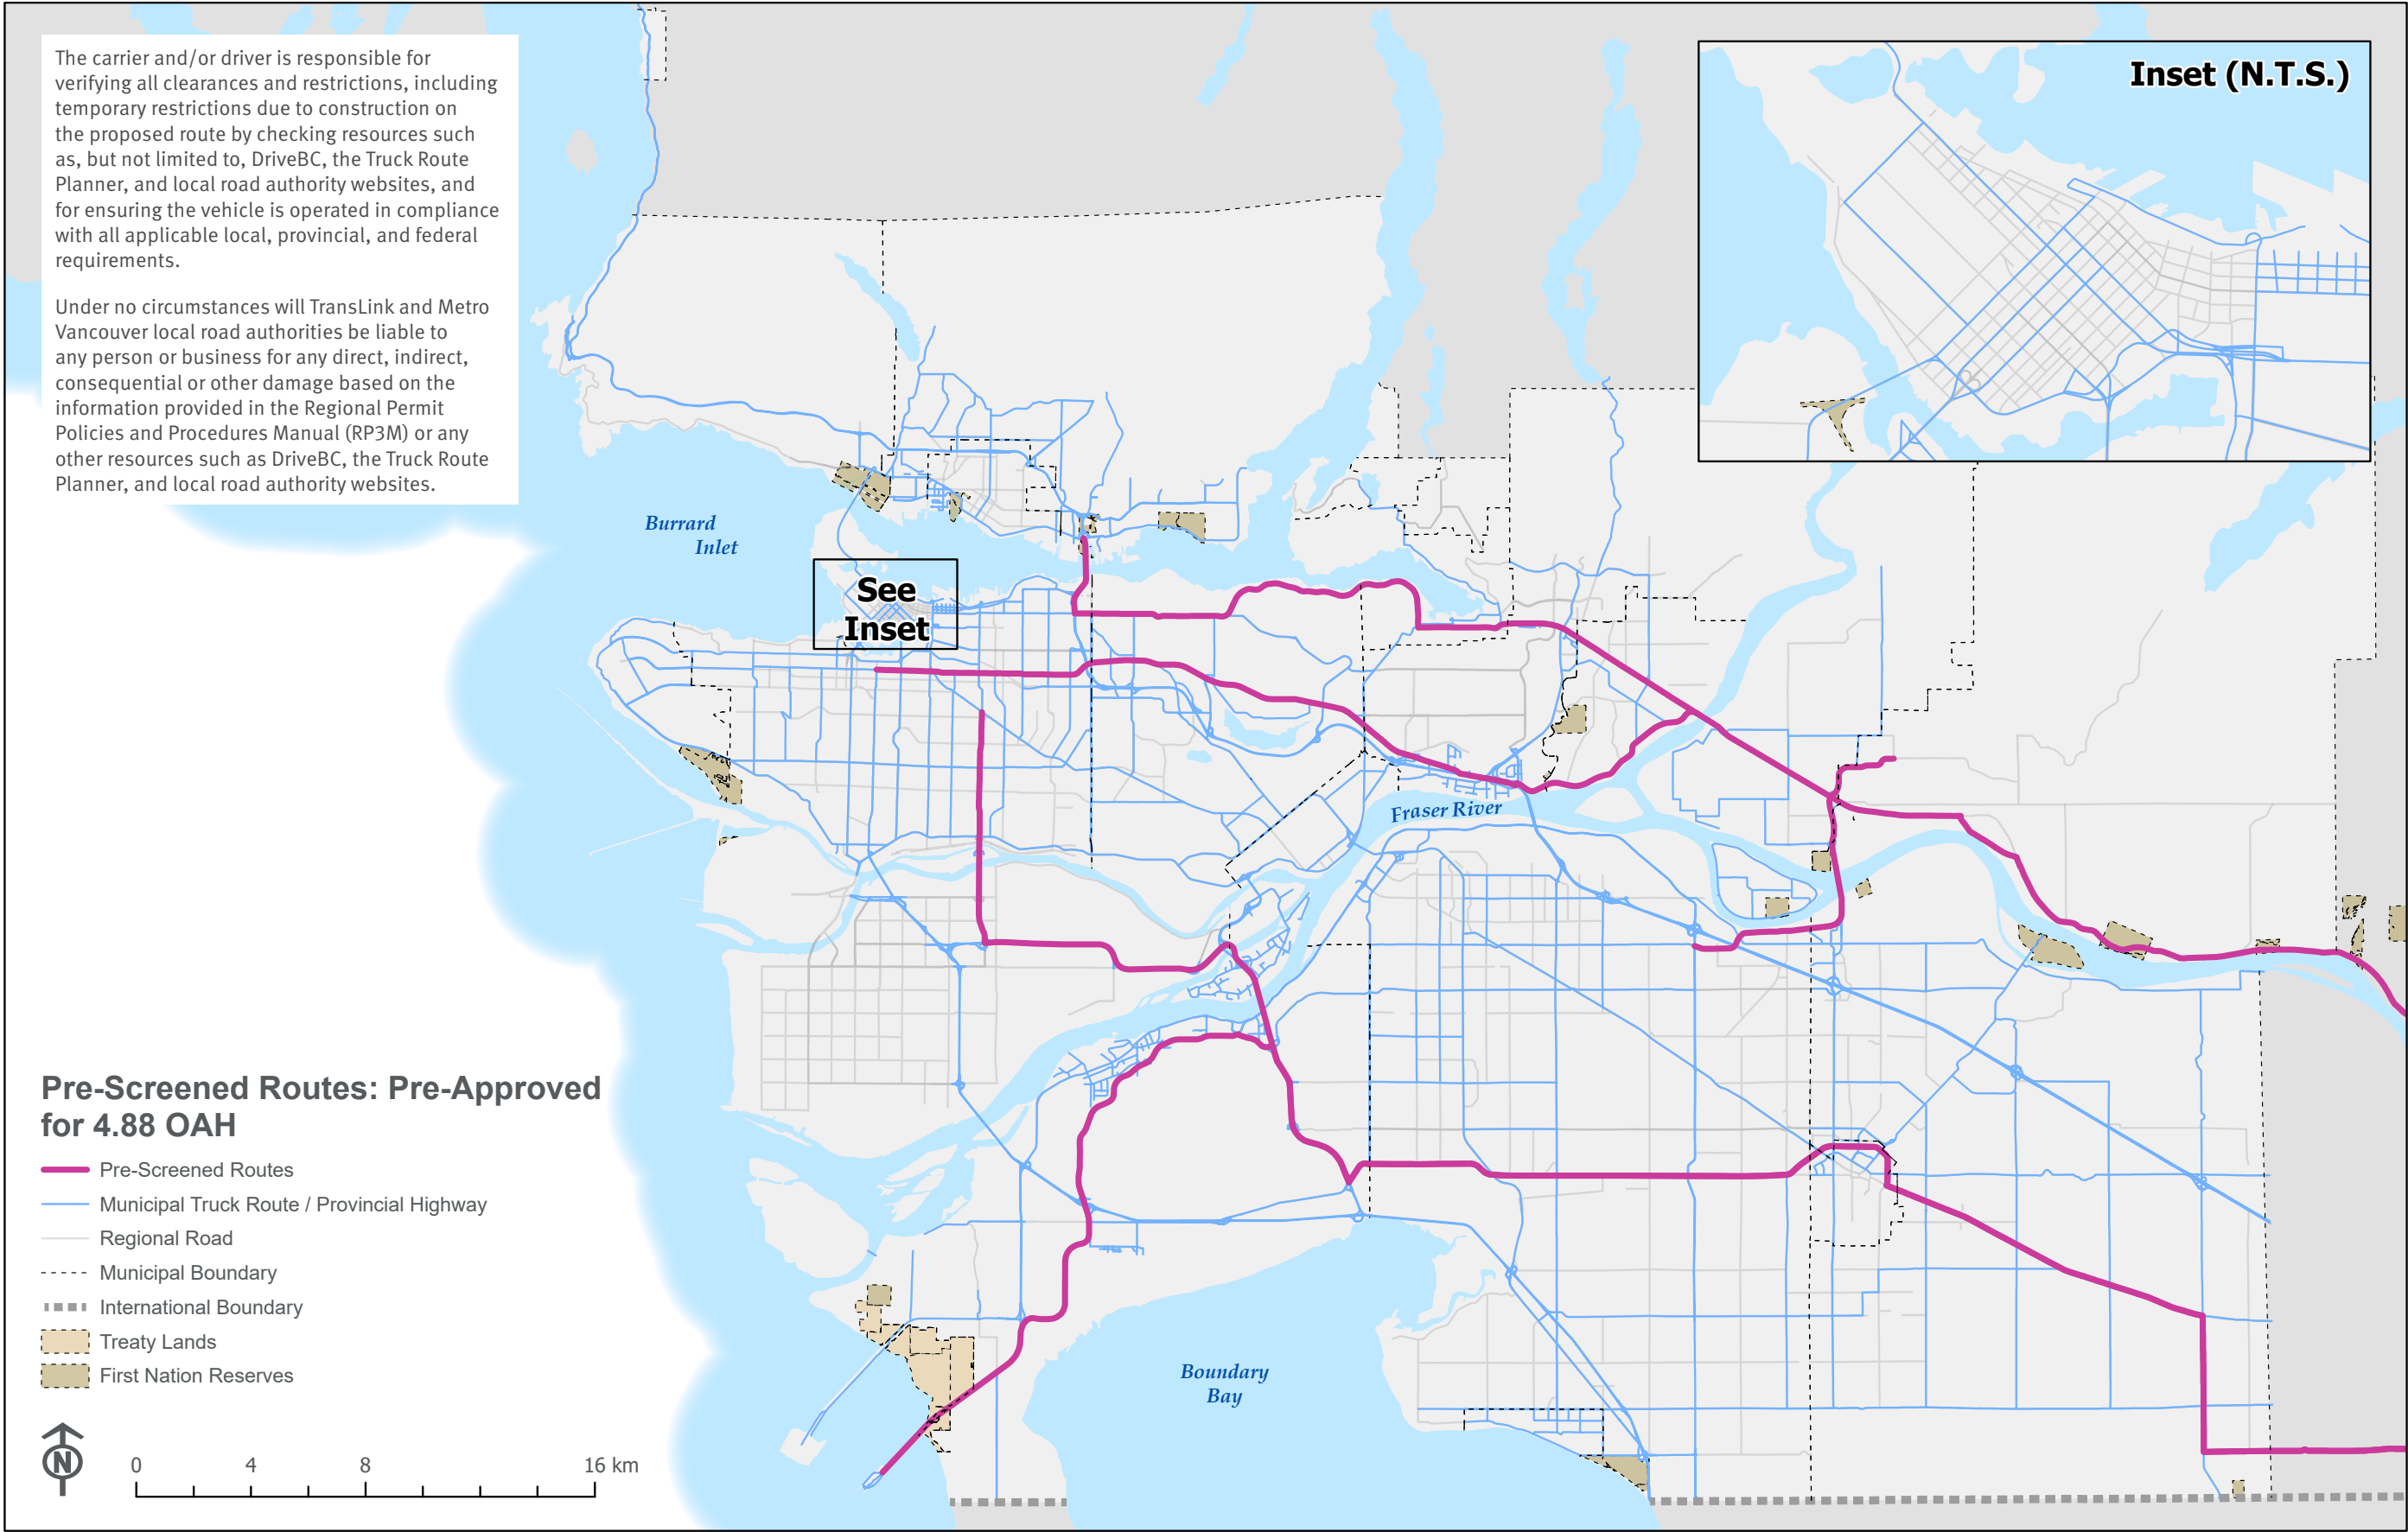 The carrier and/or driver is responsible for
verifying all clearances and restrictions, including
temporary restrictions due to construction on
the proposed route by checking resources such
as, but not limited to, DriveBC, the Truck Route
Planner, and local road authority websites, and
for ensuring the vehicle is operated in compliance
with all applicable local, provincial, and federal
requirements.
Under no circumstances will TransLink and Metro
Vancouver local road authorities be liable to
any person or business for any direct, indirect,
consequential or other damage based on the
information provided in the Regional Permit
Policies and Procedures Manual (RP3M) or any
other resources such as DriveBC, the Truck Route
Planner, and local road authority websites.
Inset (N.T.S.)
Burrard
Inlet
See
Inset
Fraser River
Boundary
Bay
Pre-Screened Routes: Pre-Approved
for 4.88 OAH
Pre-Screened Routes
Municipal Truck Route / Provincial Highway
Regional Road
Municipal Boundary
International Boundary
Treaty Lands
First Nation Reserves
N
0 4 8 16 km